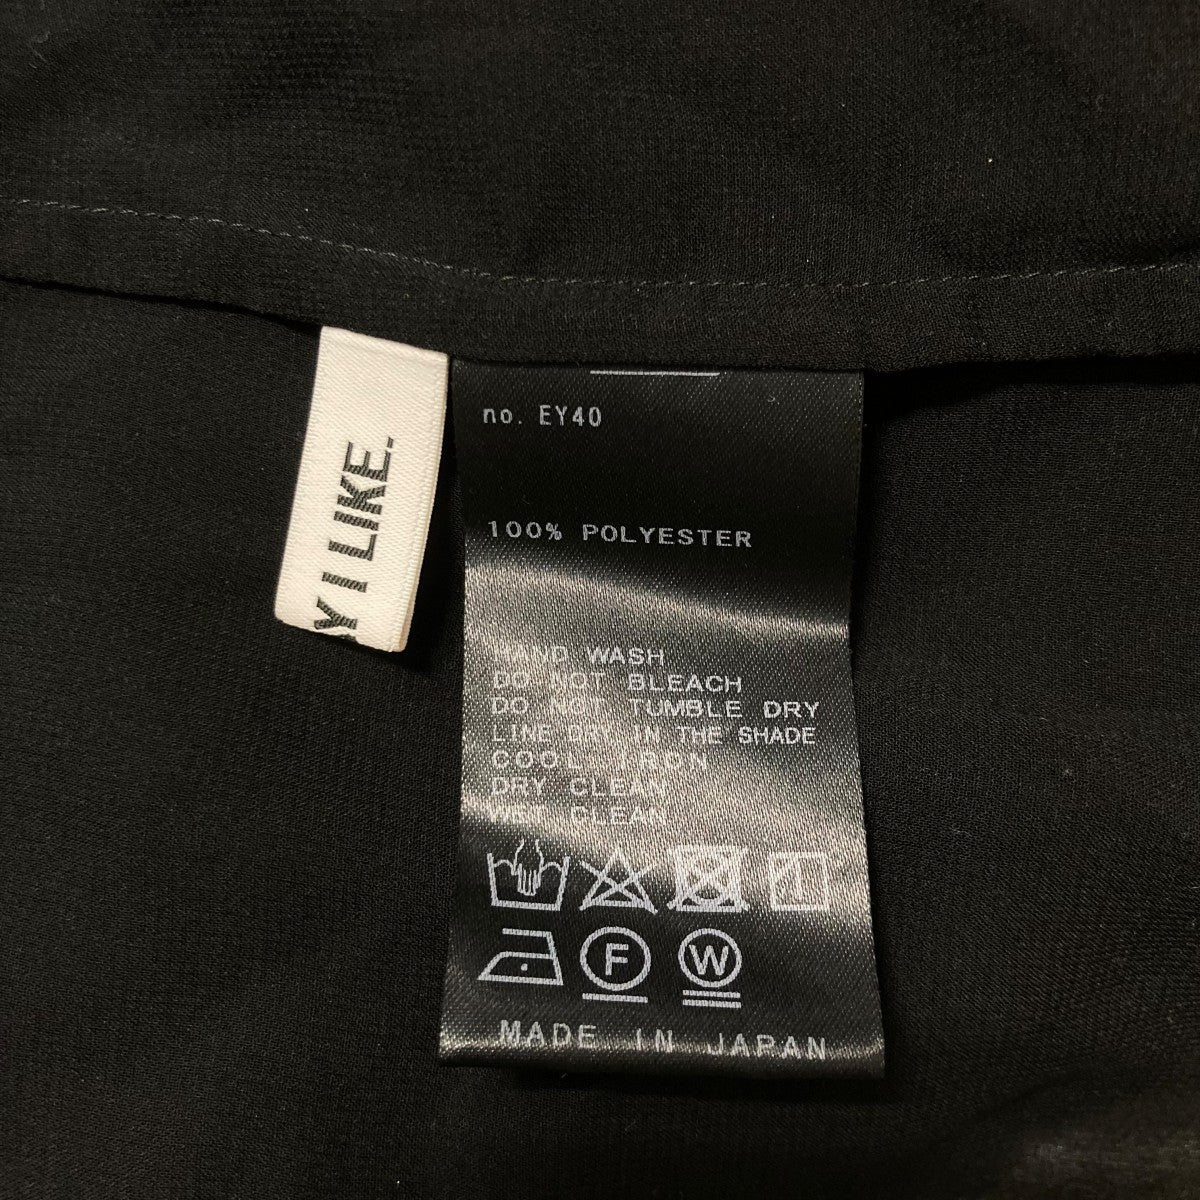 Y I LIKE.
no. EY40
100% POLYESTER
HAND WASH
DO NOT BLEACH
DO NOT TUMBLE DRY
LINE DRY IN THE SHADE
COOL IRON
DRY CLEAN
WET CLEAN
F
W
MADE IN JAPAN